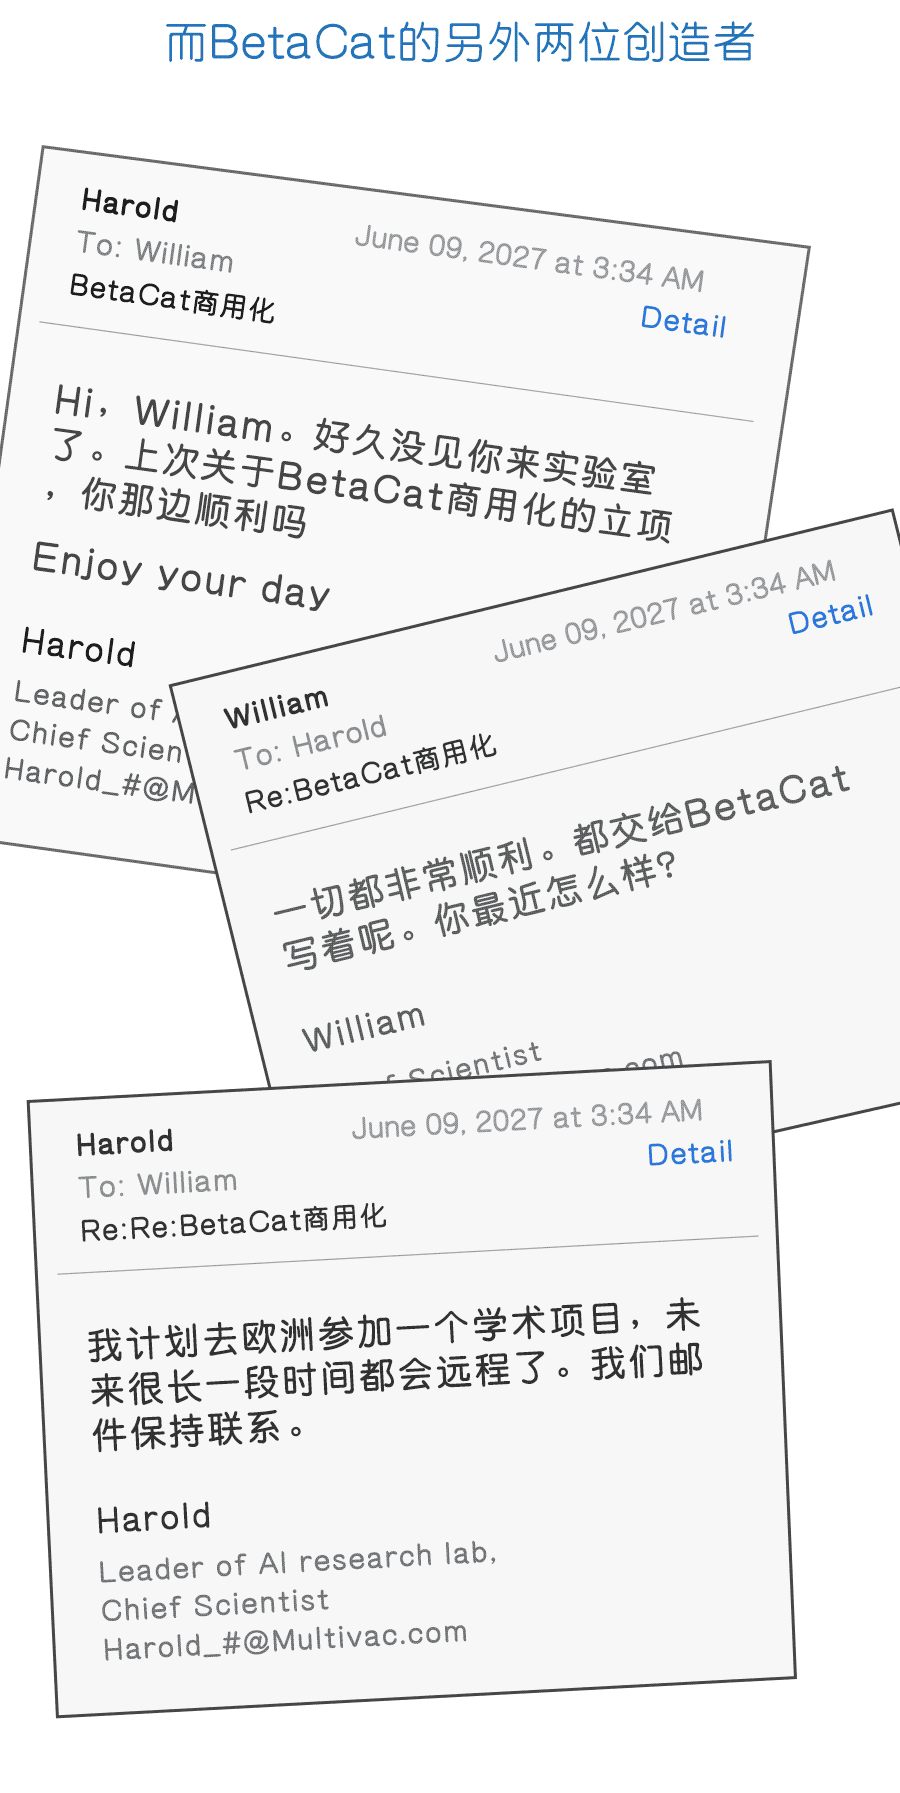 而BetaCat的另外两位创造者
Harold
June 09, 2027 at 3:34 AM
To: William
Detail
BetaCat商用化
Hi，William。好久没见你来实验室
了。上次关于BetaCat商用化的立项
，你那边顺利吗
Enjoy your day
Harold
Leader of
Chief Scien
Harold_#@M
William
June 09, 2027 at 3:34 AM
To: Harold
Detail
Re:BetaCat商用化
一切都非常顺利。都交给BetaCat
写着呢。你最近怎么样？
William
Scientist
Harold
June 09, 2027 at 3:34 AM
To: William
Detail
Re:Re:BetaCat商用化
我计划去欧洲参加一个学术项目，未
来很长一段时间都会远程了。我们邮
件保持联系。
Harold
Leader of AI research lab,
Chief Scientist
Harold_#@Multivac.com